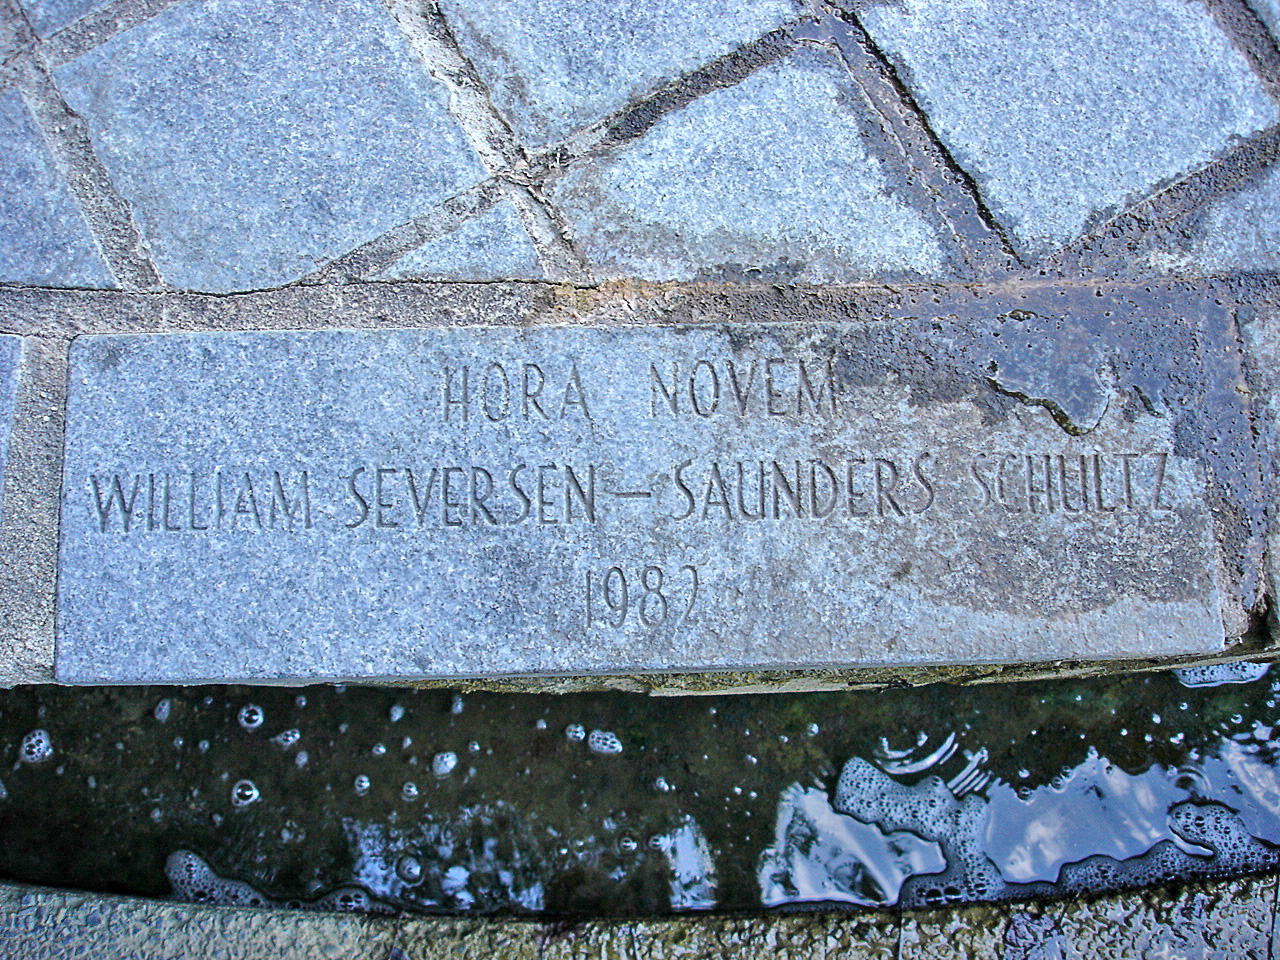 HORA NOVEM
WILLIAM SEVERSEN – SAUNDERS SCHULTZ
1982